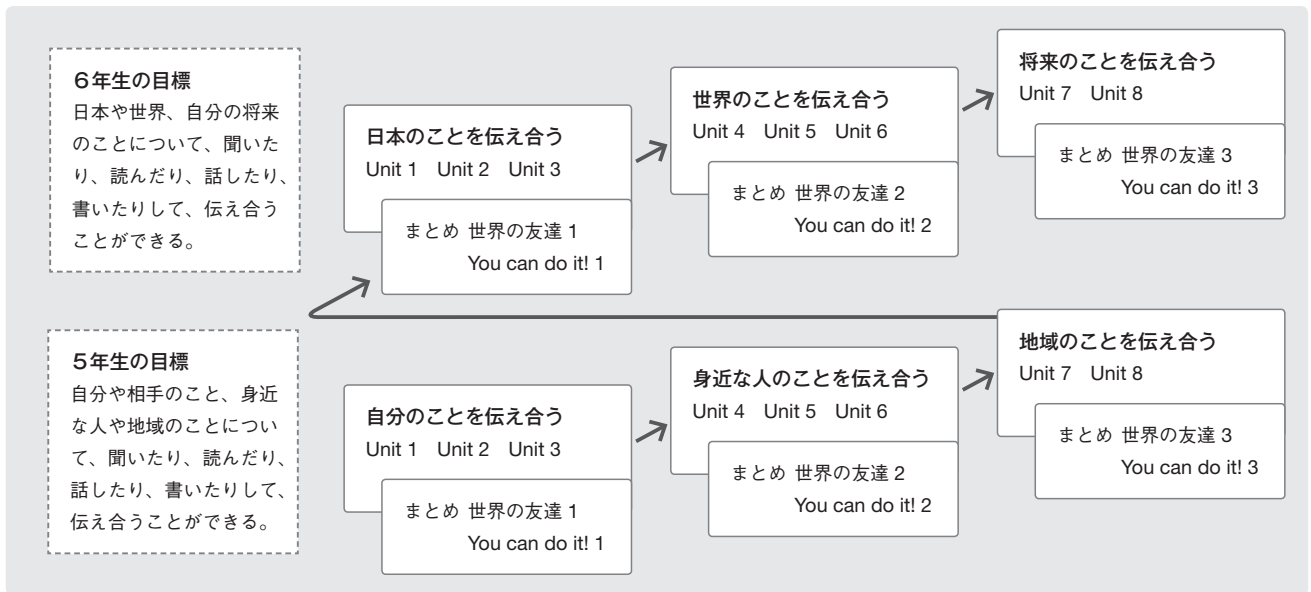 6年生の目標
日本や世界、自分の将来
のことについて、聞いた
り、読んだり、話したり、
書いたりして、伝え合う
ことができる。
日本のことを伝え合う
Unit 1 Unit 2 Unit 3
まとめ 世界の友達 1
You can do it! 1
世界のことを伝え合う
Unit 4 Unit 5 Unit 6
まとめ 世界の友達 2
You can do it! 2
将来のことを伝え合う
Unit 7 Unit 8
まとめ 世界の友達 3
You can do it! 3
5年生の目標
自分や相手のこと、身近
な人や地域のことについ
て、聞いたり、読んだり、
話したり、書いたりして、
伝え合うことができる。
自分のことを伝え合う
Unit 1 Unit 2 Unit 3
まとめ 世界の友達 1
You can do it! 1
身近な人のことを伝え合う
Unit 4 Unit 5 Unit 6
まとめ 世界の友達 2
You can do it! 2
地域のことを伝え合う
Unit 7 Unit 8
まとめ 世界の友達 3
You can do it! 3